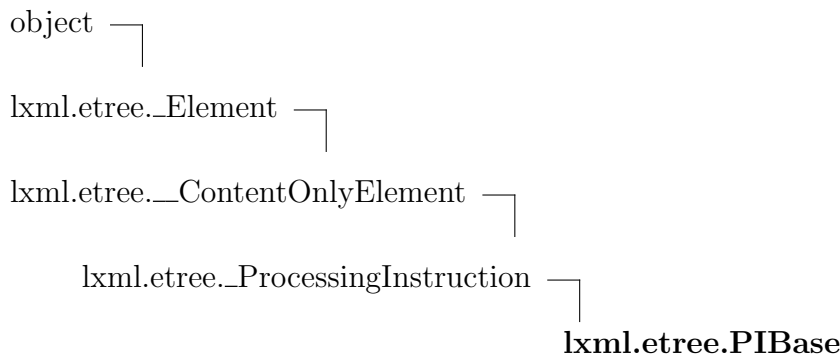 object
lxml.etree._Element
lxml.etree.__ContentOnlyElement
lxml.etree._ProcessingInstruction
lxml.etree.PIBase